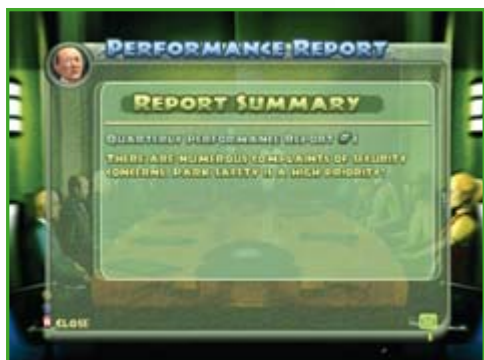 PERFORMANCE REPORT
REPORT SUMMARY
QUARTERLY PERFORMANCE REPORT #1
THERE ARE NUMEROUS COMPLAINTS OF SECURITY
CONCERNS. PARK SAFETY IS A HIGH PRIORITY!
CLOSE